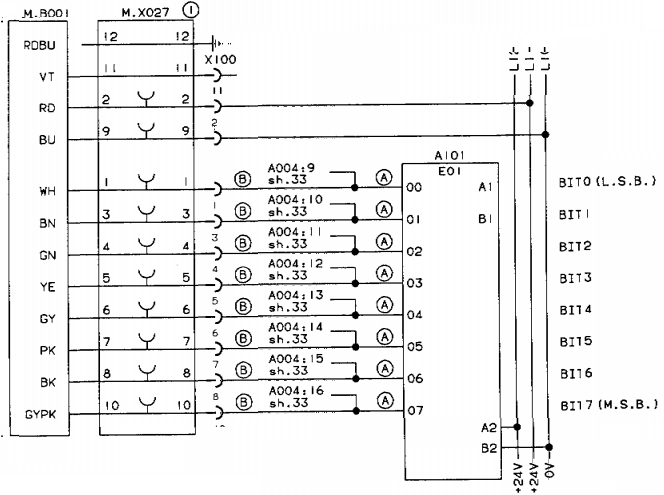 M.B001 M.X027 1
RDBU 12 12
X100
VT 11 11
RD 2 2 11
BU 9 9 2
L1+ L1- L1+
A101
E01
WH 1 1 B A004:9 sh.33 A 00 A1 BIT0 (L.S.B.)
BN 3 3 1 B A004:10 sh.33 A 01 B1 BIT1
GN 4 4 3 B A004:11 sh.33 A 02 BIT2
YE 5 5 4 B A004:12 sh.33 A 03 BIT3
GY 6 6 5 B A004:13 sh.33 A 04 BIT4
PK 7 7 6 B A004:14 sh.33 A 05 BIT5
BK 8 8 7 B A004:15 sh.33 A 06 BIT6
GYPK 10 10 8 B A004:16 sh.33 A 07 BIT7 (M.S.B.)
A2
B2
+24V +24V 0V